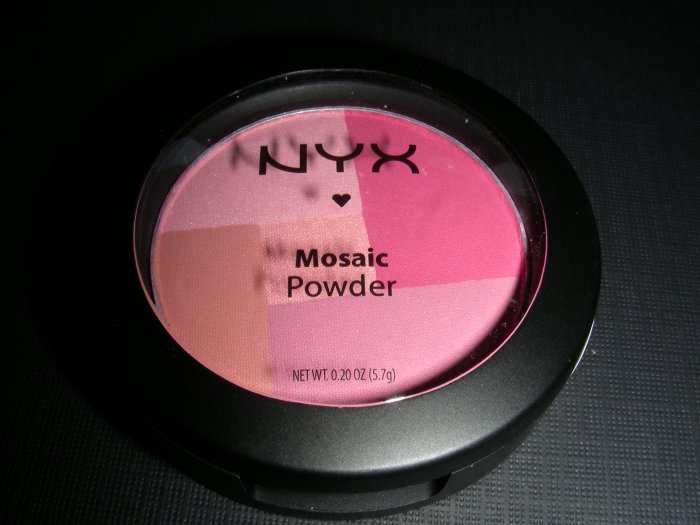 NYX
Mosaic
Powder
NET WT. 0.20 OZ (5.7g)